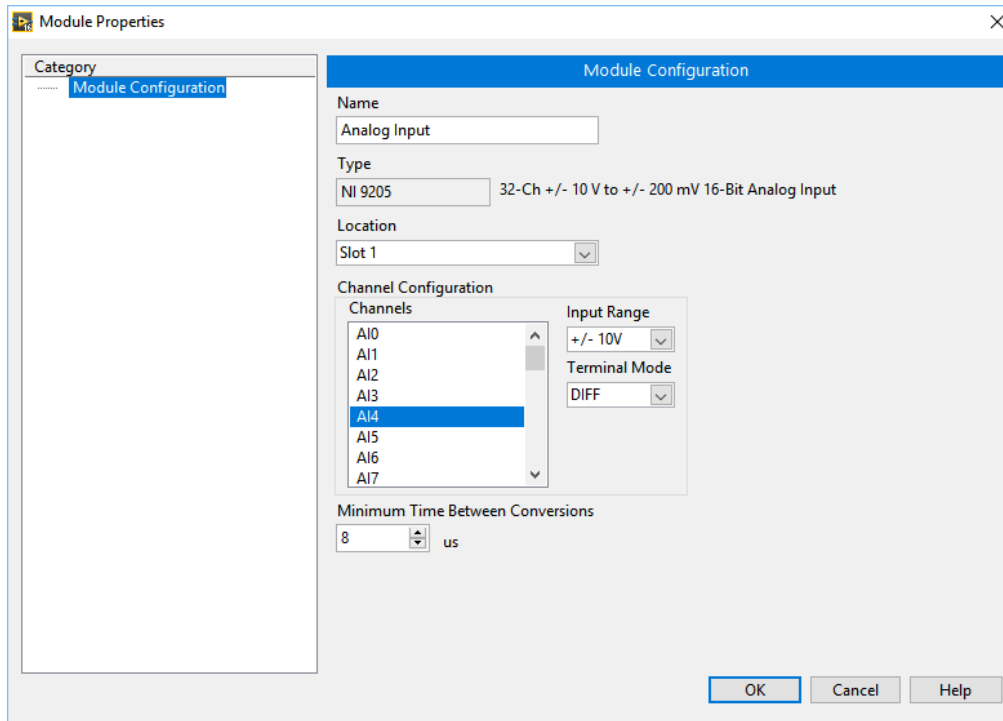 Module Properties
Category
Module Configuration
Module Configuration
Name
Analog Input
Type
NI 9205
32-Ch +/- 10 V to +/- 200 mV 16-Bit Analog Input
Location
Slot 1
Channel Configuration
Channels
AI0
AI1
AI2
AI3
AI4
AI5
AI6
AI7
Input Range
+/- 10V
Terminal Mode
DIFF
Minimum Time Between Conversions
8 us
OK Cancel Help